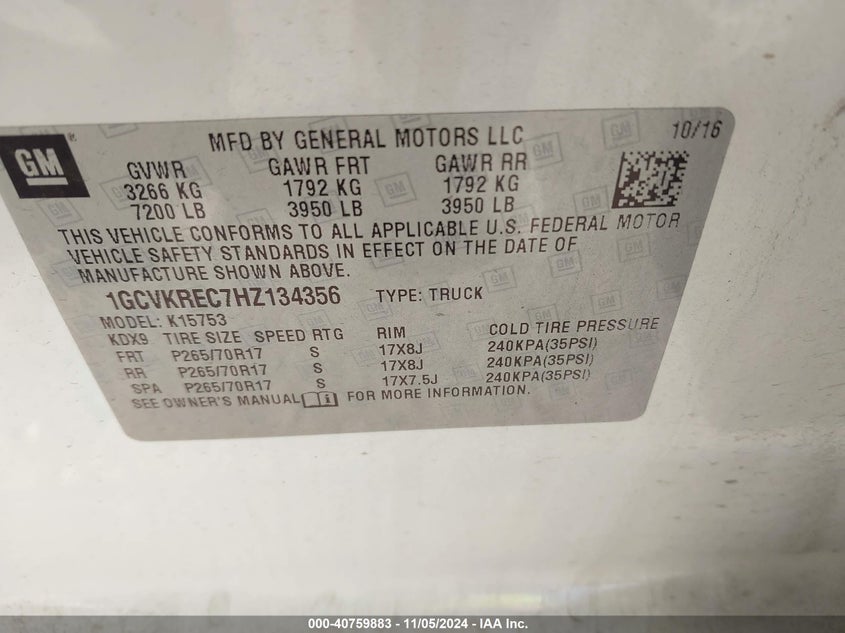 GM
MFD BY GENERAL MOTORS LLC 10/16
GVWR GAWR FRT GAWR RR
3266 KG 1792 KG 1792 KG
7200 LB 3950 LB 3950 LB
THIS VEHICLE CONFORMS TO ALL APPLICABLE U.S. FEDERAL MOTOR
VEHICLE SAFETY STANDARDS IN EFFECT ON THE DATE OF
MANUFACTURE SHOWN ABOVE.
1GCVKREC7HZ134356 TYPE: TRUCK
MODEL: K15753
KDX9 TIRE SIZE SPEED RTG RIM COLD TIRE PRESSURE
FRT P265/70R17 S 17X8J 240KPA(35PSI)
RR P265/70R17 S 17X8J 240KPA(35PSI)
SPA P265/70R17 S 17X7.5J 240KPA(35PSI)
SEE OWNER'S MANUAL FOR MORE INFORMATION.
000-40759883 - 11/05/2024 - IAA Inc.